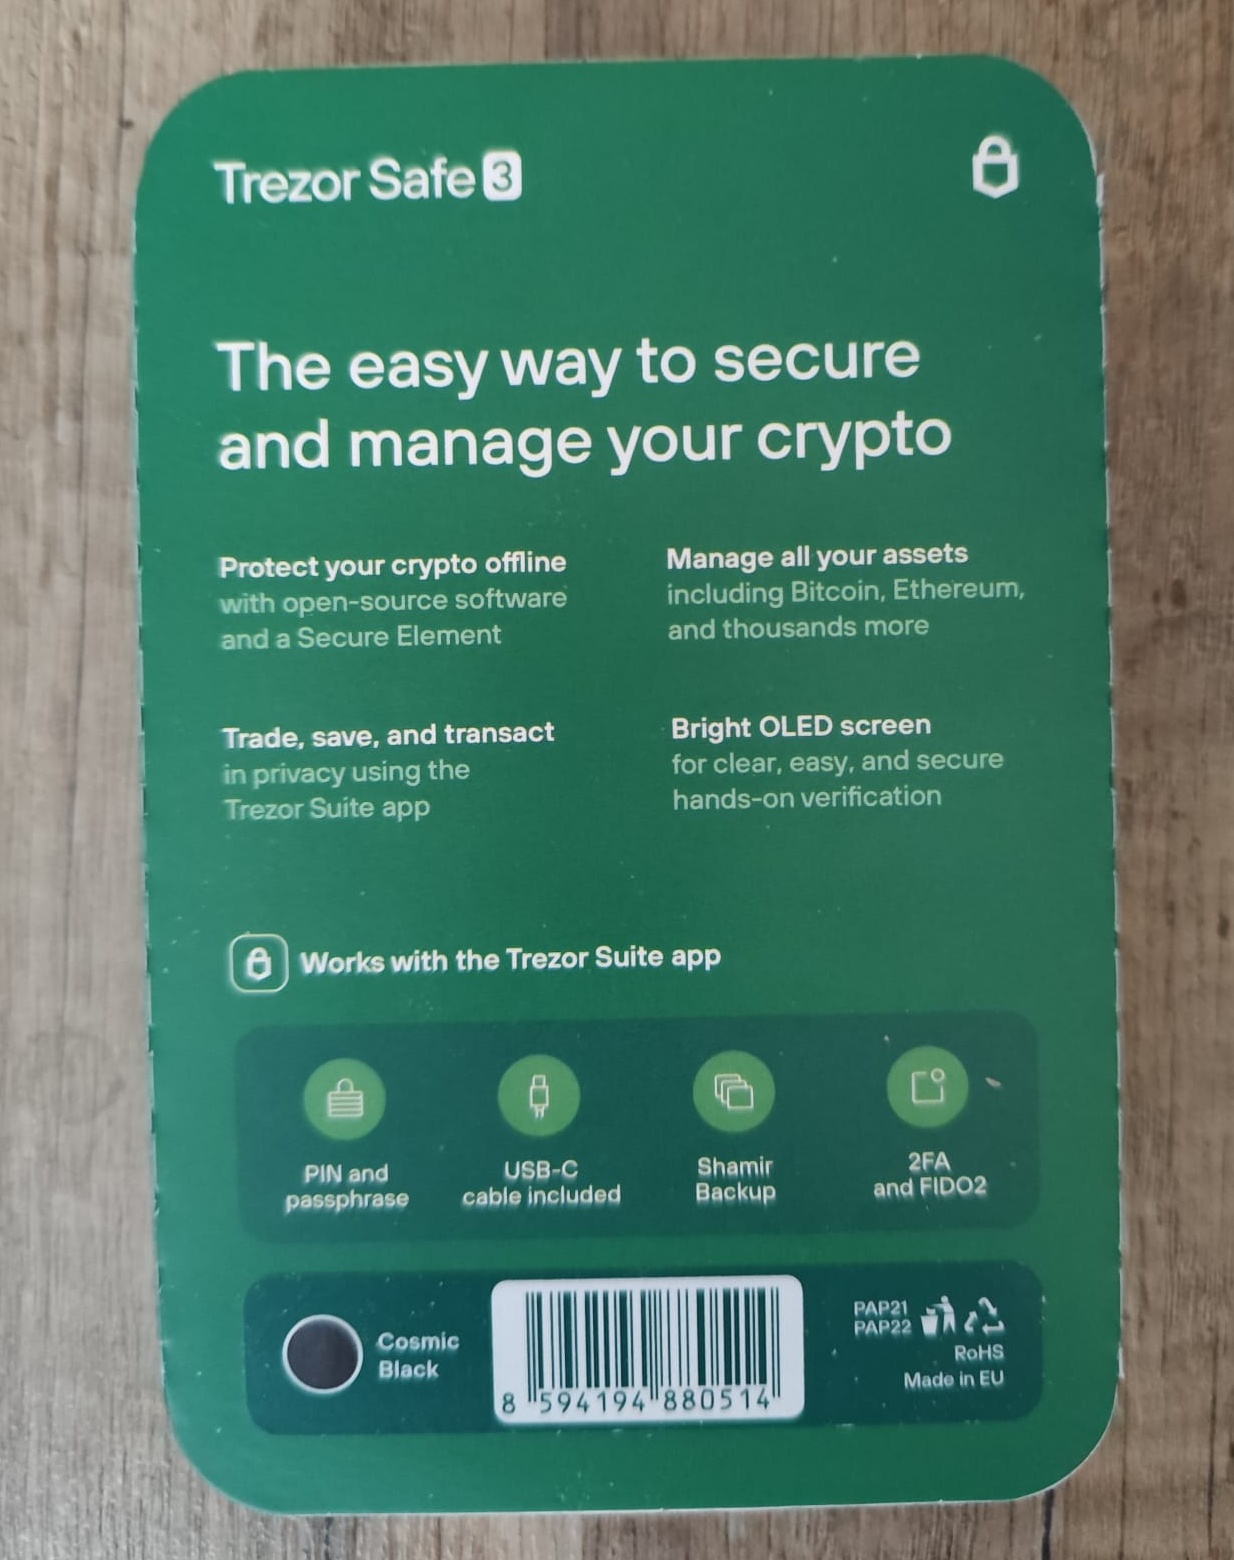 Trezor Safe 3
The easy way to secure
and manage your crypto
Protect your crypto offline
with open-source software
and a Secure Element
Manage all your assets
including Bitcoin, Ethereum,
and thousands more
Trade, save, and transact
in privacy using the
Trezor Suite app
Bright OLED screen
for clear, easy, and secure
hands-on verification
Works with the Trezor Suite app
PIN and
passphrase
USB-C
cable included
Shamir
Backup
2FA
and FIDO2
Cosmic
Black
8 594194 880514
PAP21
PAP22
RoHS
Made in EU